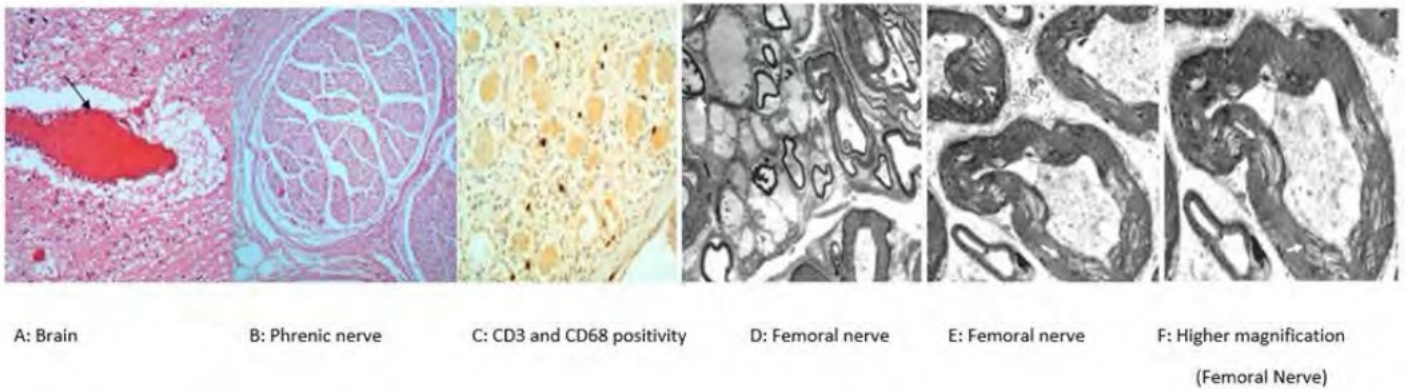 A: Brain
B: Phrenic nerve
C: CD3 and CD68 positivity
D: Femoral nerve
E: Femoral nerve
F: Higher magnification
(Femoral Nerve)